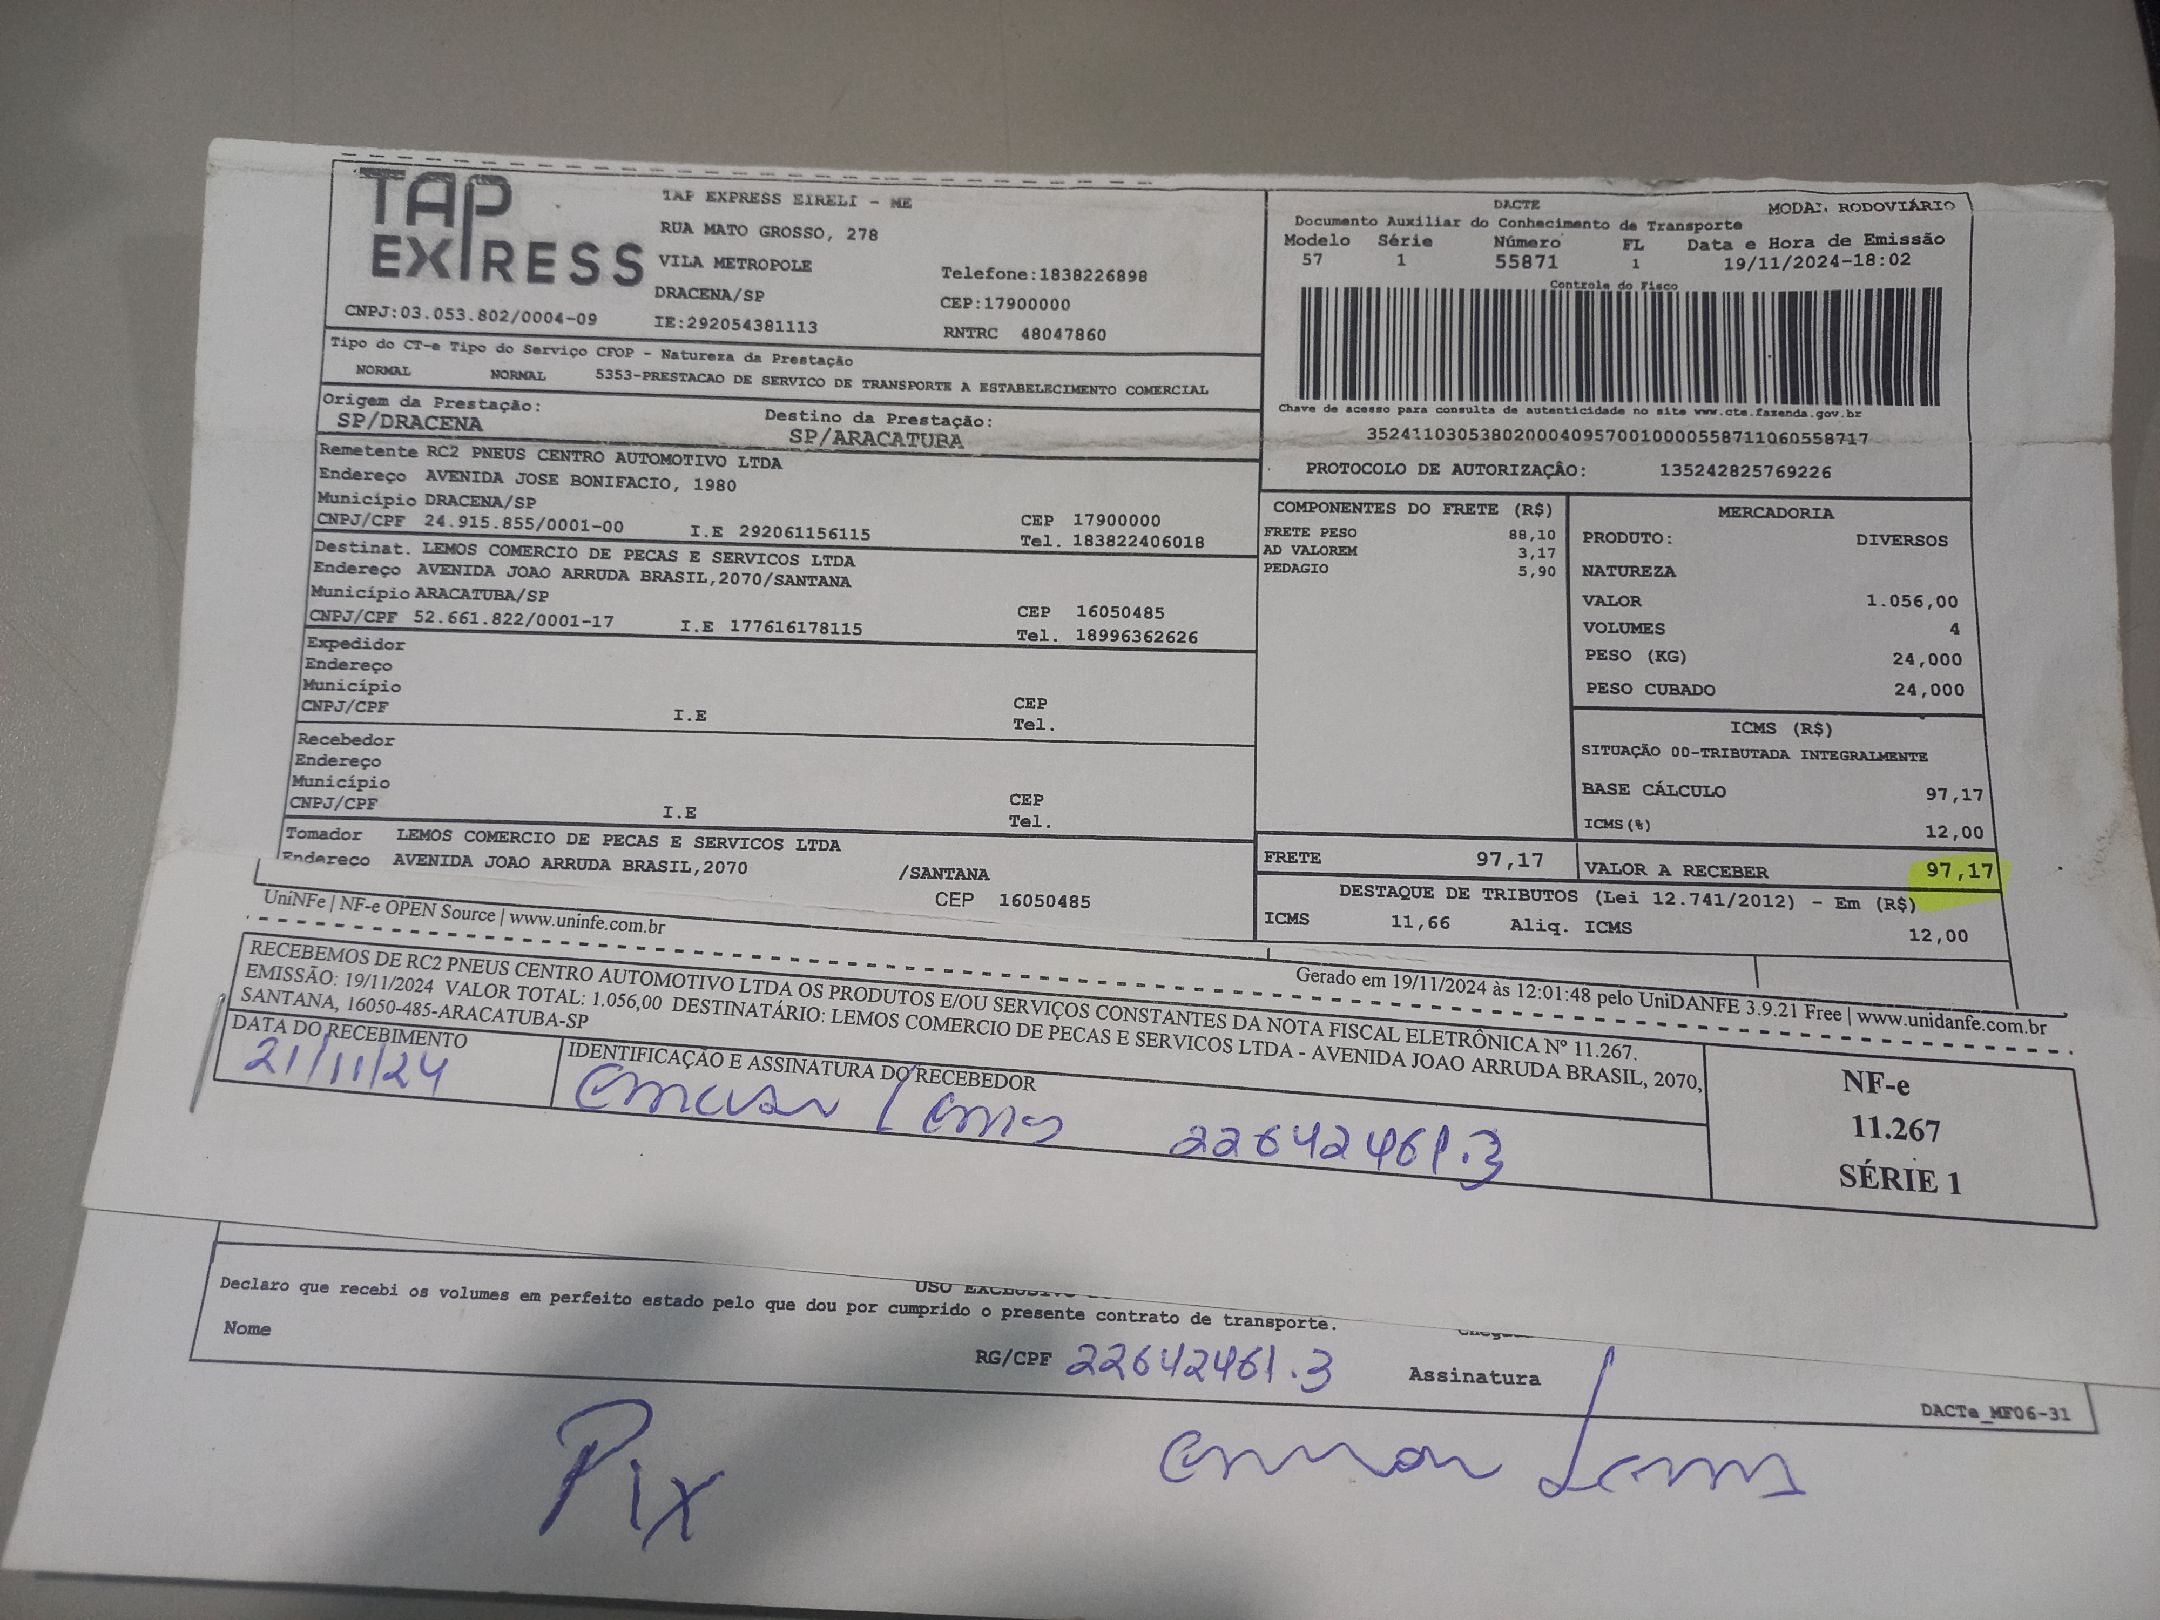 TAP EXPRESS
TAP EXPRESS EIRELI - ME
RUA MATO GROSSO, 278
VILA METROPOLE
DRACENA/SP
IE:292054381113
Telefone:1838226898
CEP:17900000
RNTRC 48047860
CNPJ:03.053.802/0004-09
DACTE MODAL RODOVIÁRIO
Documento Auxiliar do Conhecimento de Transporte
Modelo Série Número FL Data e Hora de Emissão
57 1 55871 1 19/11/2024-18:02
Controle do Fisco
Chave de acesso para consulta de autenticidade no site www.cte.fazenda.gov.br
35241103053802000409570010000558711060558717
PROTOCOLO DE AUTORIZAÇÃO: 135242825769226
Tipo do CT-e Tipo do Serviço CFOP - Natureza da Prestação
NORMAL NORMAL 5353-PRESTACAO DE SERVICO DE TRANSPORTE A ESTABELECIMENTO COMERCIAL
Origem da Prestação: Destino da Prestação:
SP/DRACENA SP/ARACATUBA
Remetente RC2 PNEUS CENTRO AUTOMOTIVO LTDA
Endereço AVENIDA JOSE BONIFACIO, 1980
Município DRACENA/SP CEP 17900000
CNPJ/CPF 24.915.855/0001-00 I.E 292061156115 Tel. 183822406018
Destinat. LEMOS COMERCIO DE PECAS E SERVICOS LTDA
Endereço AVENIDA JOAO ARRUDA BRASIL,2070/SANTANA
Município ARACATUBA/SP CEP 16050485
CNPJ/CPF 52.661.822/0001-17 I.E 177616178115 Tel. 18996362626
Expedidor
Endereço
Município CEP
CNPJ/CPF I.E Tel.
Recebedor
Endereço
Município CEP
CNPJ/CPF I.E Tel.
Tomador LEMOS COMERCIO DE PECAS E SERVICOS LTDA
Endereço AVENIDA JOAO ARRUDA BRASIL,2070 /SANTANA
CEP 16050485
COMPONENTES DO FRETE (R$)
FRETE PESO 88,10
AD VALOREM 3,17
PEDAGIO 5,90
MERCADORIA
PRODUTO: DIVERSOS
NATUREZA
VALOR 1.056,00
VOLUMES 4
PESO (KG) 24,000
PESO CUBADO 24,000
ICMS (R$)
SITUAÇÃO 00-TRIBUTADA INTEGRALMENTE
BASE CÁLCULO 97,17
ICMS(%) 12,00
FRETE 97,17 VALOR A RECEBER 97,17
DESTAQUE DE TRIBUTOS (Lei 12.741/2012) - Em (R$)
ICMS 11,66 Aliq. ICMS 12,00
UniNFe | NF-e OPEN Source | www.uninfe.com.br
Gerado em 19/11/2024 às 12:01:48 pelo UniDANFE 3.9.21 Free | www.unidanfe.com.br
RECEBEMOS DE RC2 PNEUS CENTRO AUTOMOTIVO LTDA OS PRODUTOS E/OU SERVIÇOS CONSTANTES DA NOTA FISCAL ELETRÔNICA Nº 11.267.
EMISSÃO: 19/11/2024 VALOR TOTAL: 1.056,00 DESTINATÁRIO: LEMOS COMERCIO DE PECAS E SERVICOS LTDA - AVENIDA JOAO ARRUDA BRASIL, 2070,
SANTANA, 16050-485-ARACATUBA-SP
DATA DO RECEBIMENTO
21/11/24
IDENTIFICAÇÃO E ASSINATURA DO RECEBEDOR
Lemos 22642461.3
NF-e
11.267
SÉRIE 1
USO
Declaro que recebi os volumes em perfeito estado pelo que dou por cumprido o presente contrato de transporte.
Nome
RG/CPF 22642461.3 Assinatura
Lemos
DACTe_MF06-31
Pix